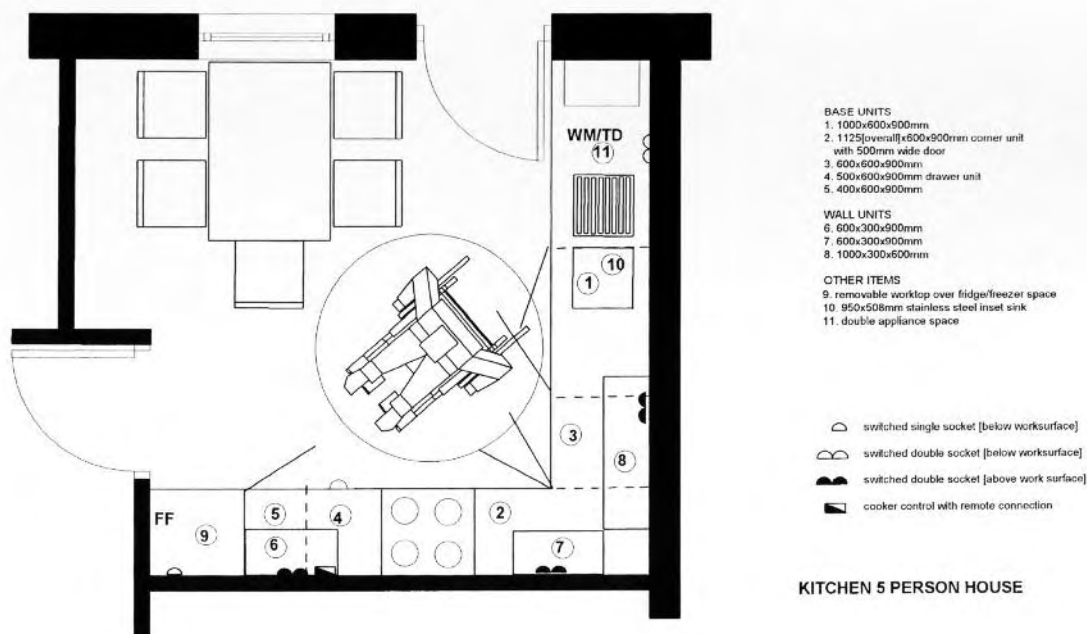 WM/TD
11
10
1
3
8
FF
9
5
4
6
2
7
BASE UNITS
1. 1000x600x900mm
2. 1125[overall]x600x900mm corner unit
with 500mm wide door
3. 600x600x900mm
4. 500x600x900mm drawer unit
5. 400x600x900mm
WALL UNITS
6. 600x300x900mm
7. 600x300x900mm
8. 1000x300x600mm
OTHER ITEMS
9. removable worktop over fridge/freezer space
10. 950x508mm stainless steel inset sink
11. double appliance space
switched single socket [below worksurface]
switched double socket [below worksurface]
switched double socket [above work surface]
cooker control with remote connection
KITCHEN 5 PERSON HOUSE